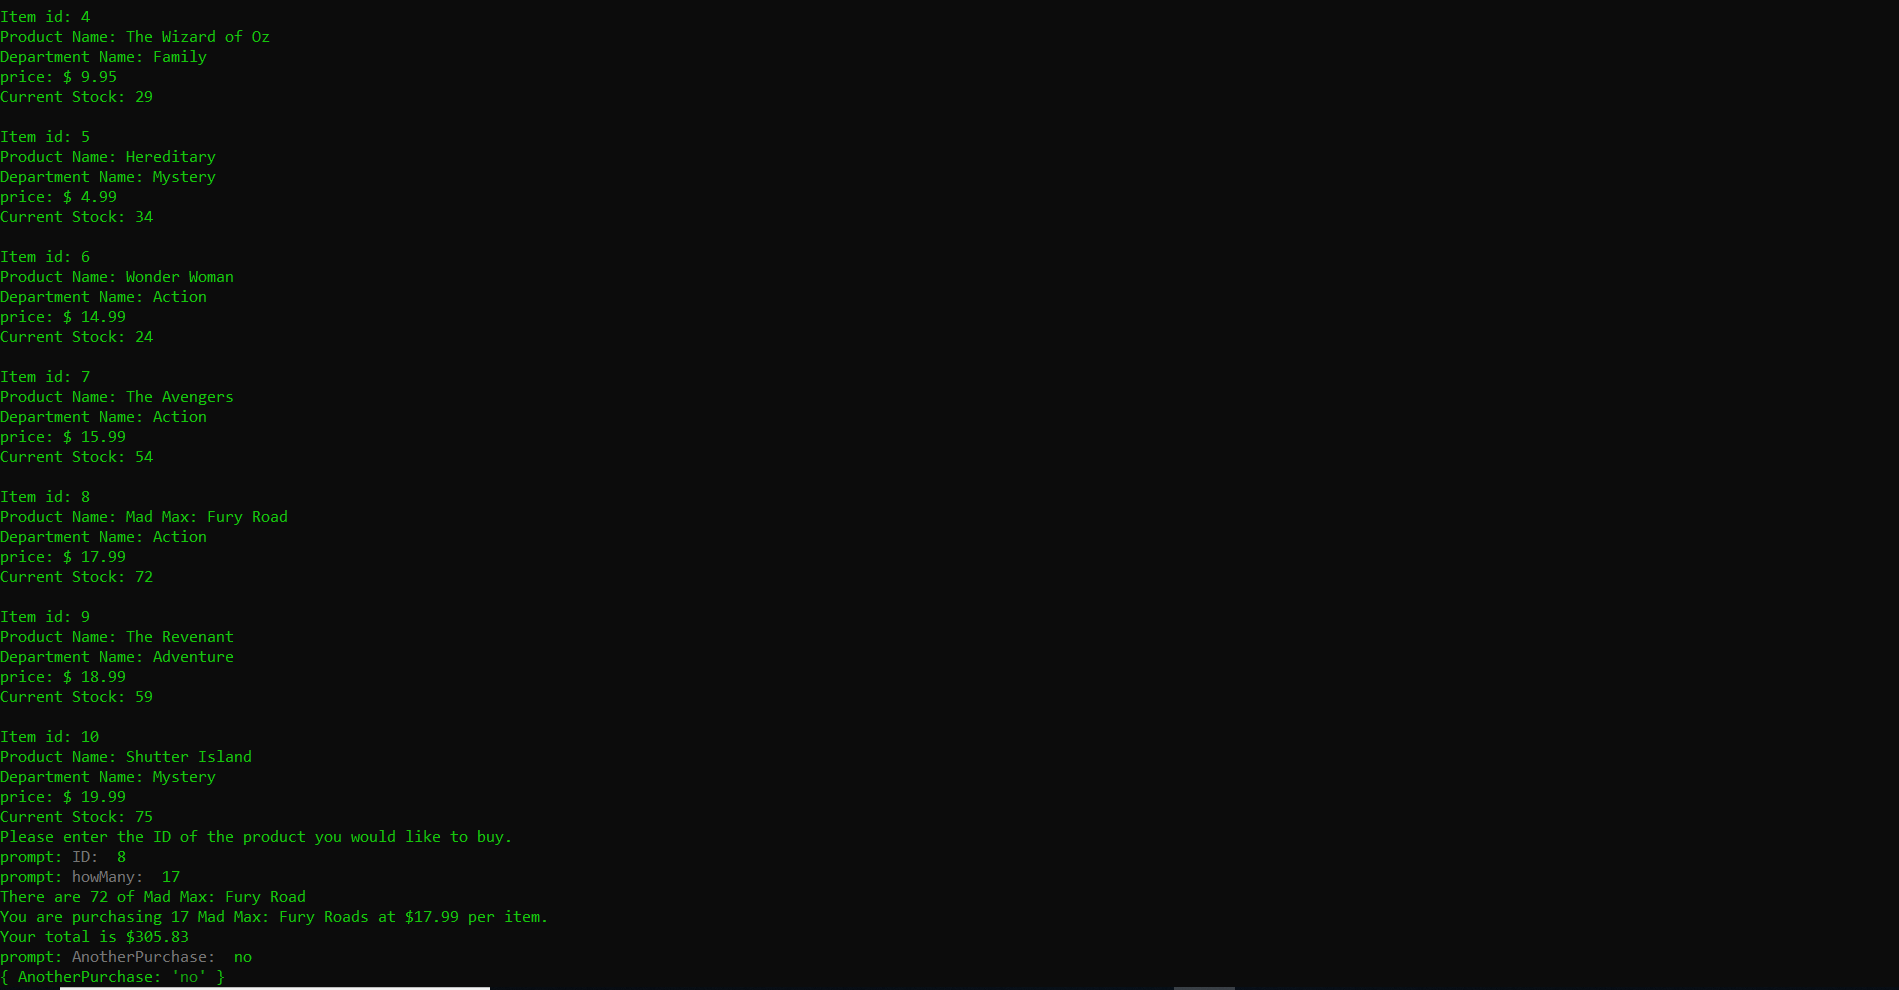 Item id: 4
Product Name: The Wizard of Oz
Department Name: Family
price: $ 9.95
Current Stock: 29
Item id: 5
Product Name: Hereditary
Department Name: Mystery
price: $ 4.99
Current Stock: 34
Item id: 6
Product Name: Wonder Woman
Department Name: Action
price: $ 14.99
Current Stock: 24
Item id: 7
Product Name: The Avengers
Department Name: Action
price: $ 15.99
Current Stock: 54
Item id: 8
Product Name: Mad Max: Fury Road
Department Name: Action
price: $ 17.99
Current Stock: 72
Item id: 9
Product Name: The Revenant
Department Name: Adventure
price: $ 18.99
Current Stock: 59
Item id: 10
Product Name: Shutter Island
Department Name: Mystery
price: $ 19.99
Current Stock: 75
Please enter the ID of the product you would like to buy.
prompt: ID:  8
prompt: howMany:  17
There are 72 of Mad Max: Fury Road
You are purchasing 17 Mad Max: Fury Roads at $17.99 per item.
Your total is $305.83
prompt: AnotherPurchase:  no
{ AnotherPurchase: 'no' }